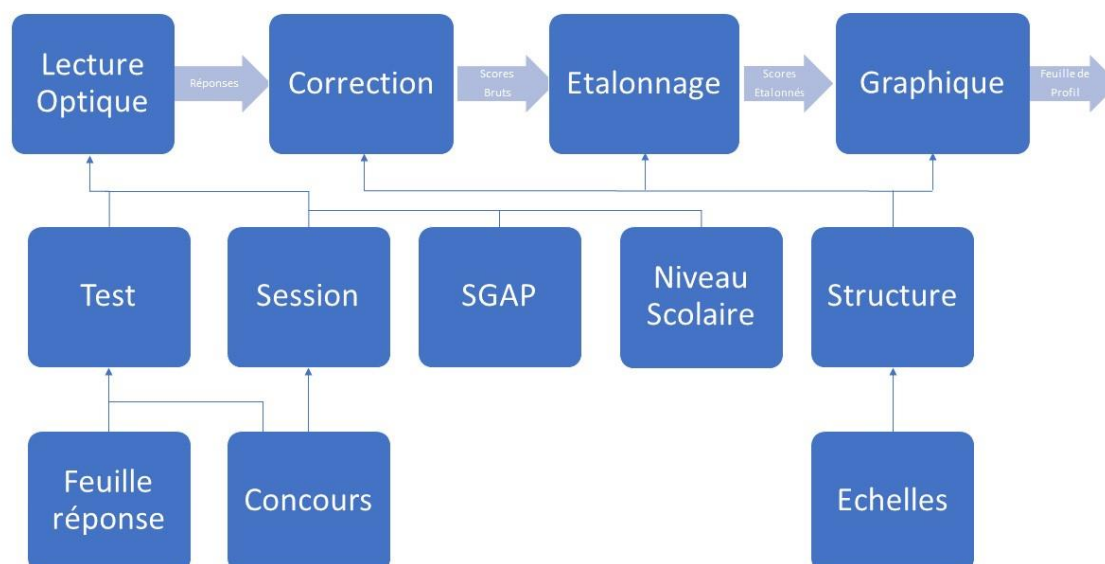 Lecture
Optique
Réponses
Correction
Scores
Bruts
Etalonnage
Scores
Etalonnés
Graphique
Feuille de
Profil
Test
Session
SGAP
Niveau
Scolaire
Structure
Feuille
réponse
Concours
Echelles